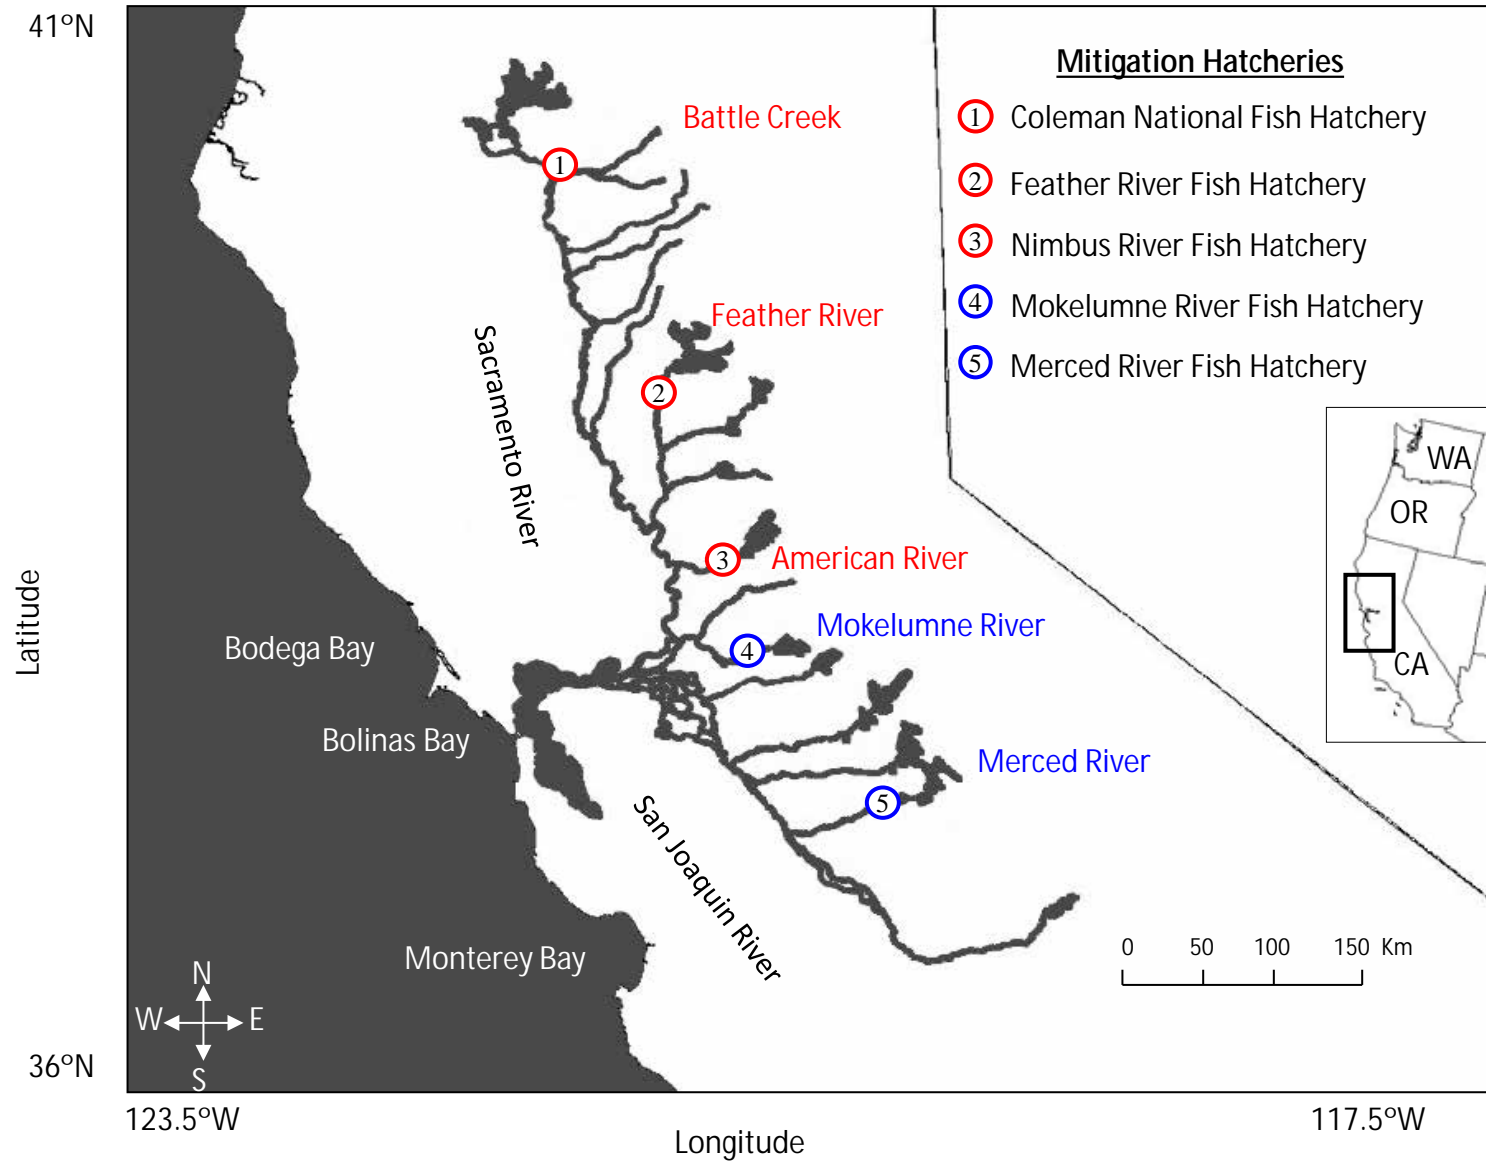 41°N
Mitigation Hatcheries
1 Coleman National Fish Hatchery
2 Feather River Fish Hatchery
3 Nimbus River Fish Hatchery
4 Mokelumne River Fish Hatchery
5 Merced River Fish Hatchery
Battle Creek
1
Feather River
2
Sacramento River
3
American River
Mokelumne River
4
Merced River
5
San Joaquin River
Bodega Bay
Bolinas Bay
Monterey Bay
WA
OR
CA
0 50 100 150 Km
N
W E
S
Latitude
36°N
123.5°W
117.5°W
Longitude